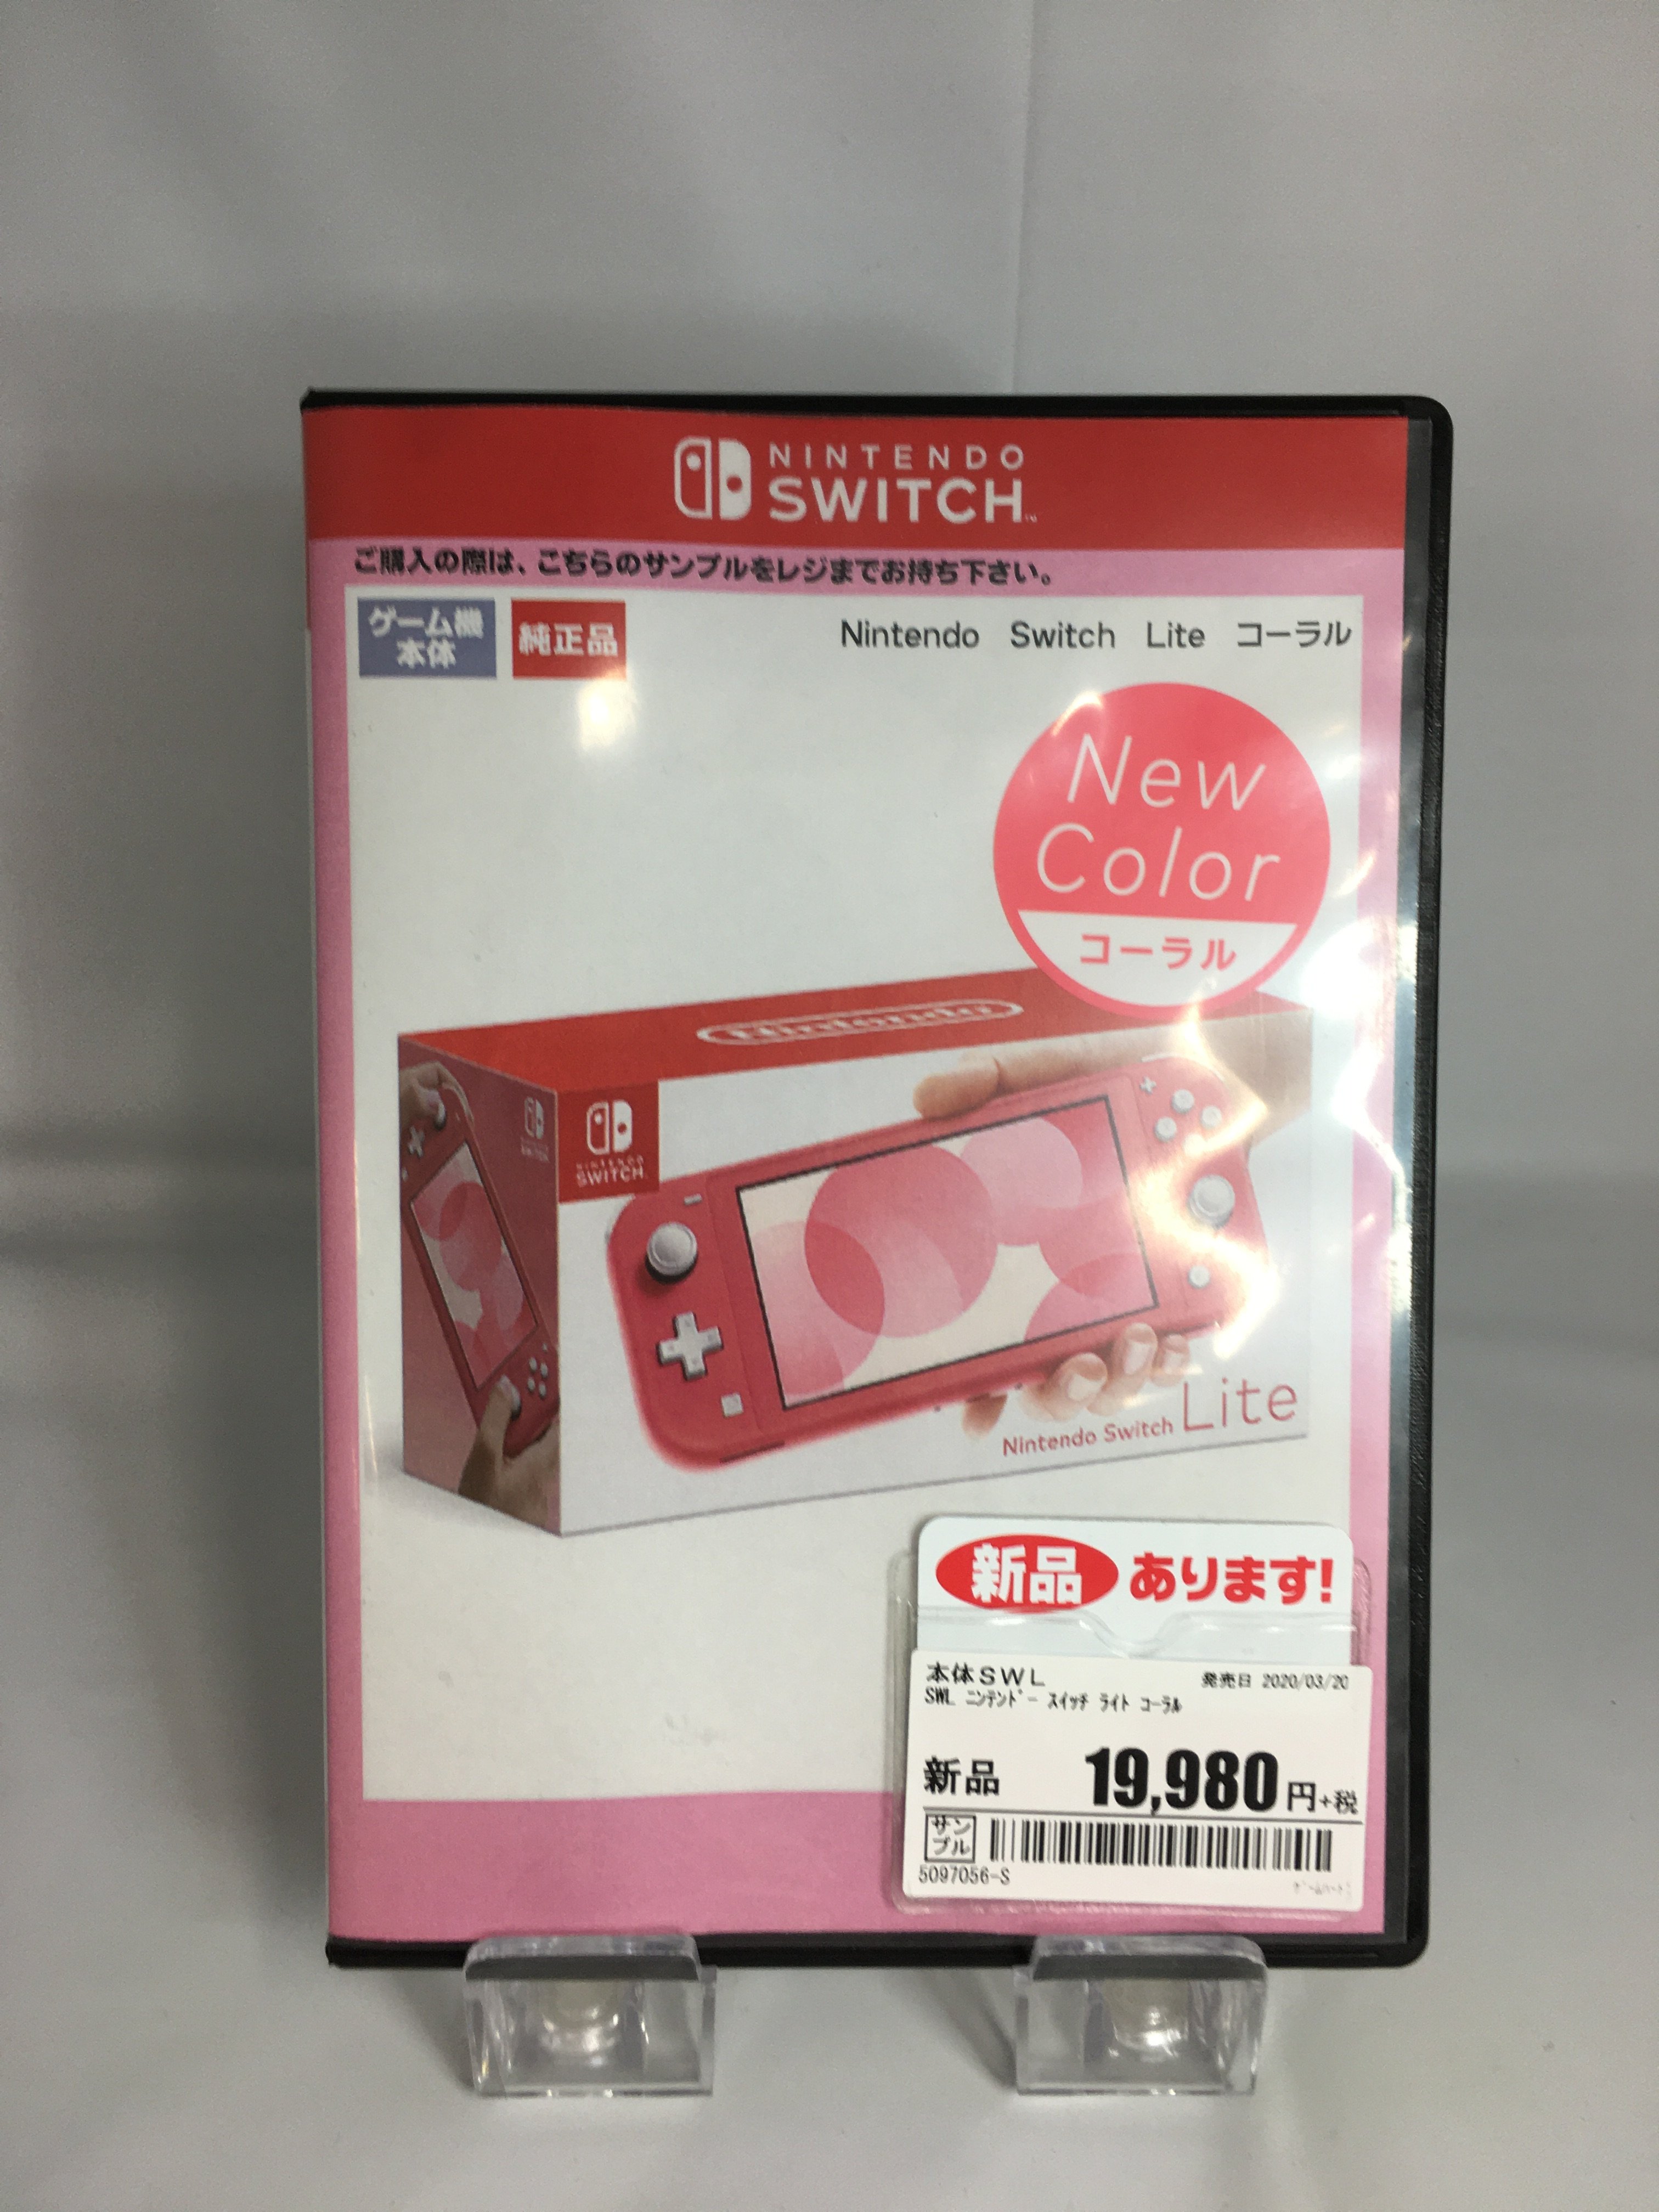 NINTENDO
SWITCH™
ご購入の際は、こちらのサンプルをレジまでお持ち下さい。
ゲーム機
本体
純正品
Nintendo Switch Lite コーラル
New
Color
コーラル
Nintendo
SWITCH
NINTENDO
SWITCH
Nintendo Switch Lite
新品あります!
本体SWL
発売日 2020/03/20
SWL ニンテンドー スイッチ ライト コーラル
新品 19,980円+税
サン
プル
5097056-S